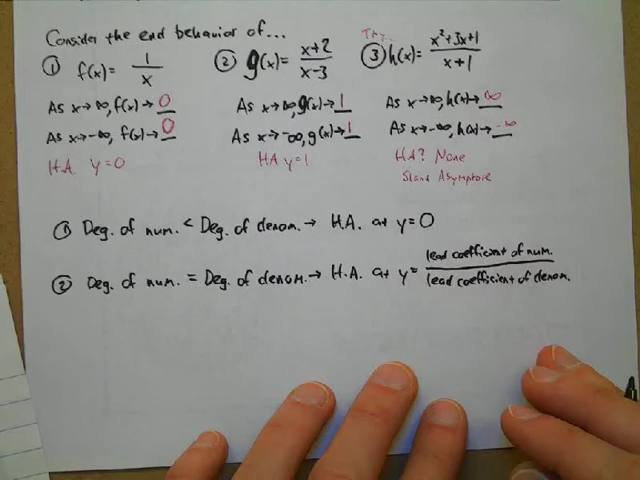 Consider the end behavior of...
① f(x)= 1/x
② g(x)= x+2/x-3
Try...
③ h(x)= x²+3x+1/x+1
As x→∞, f(x)→ 0
As x→-∞, f(x)→ 0
H.A. y=0
As x→∞, g(x)→ 1
As x→-∞, g(x)→ 1
HA y=1
As x→∞, h(x)→ ∞
As x→-∞, h(x)→ -∞
HA? None
Slant Asymptote
① Deg. of num. < Deg. of denom. → H.A. at y=0
② Deg. of num. = Deg. of denom. → H.A. at y= lead coefficient of num./lead coefficient of denom.